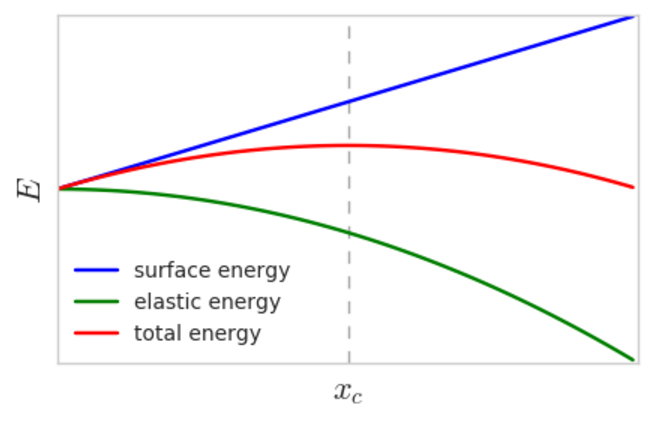 E
surface energy
elastic energy
total energy
x_c